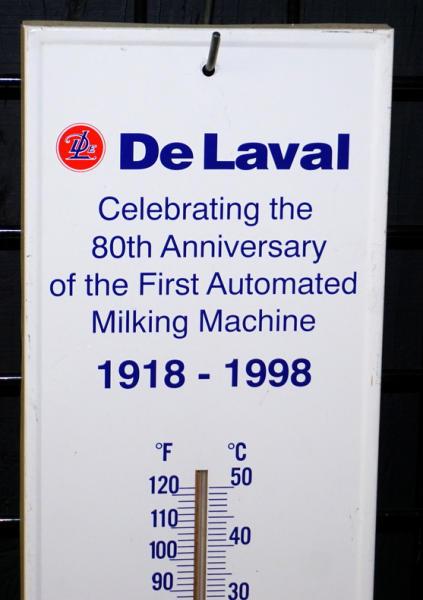 DLE De Laval
Celebrating the
80th Anniversary
of the First Automated
Milking Machine
1918 - 1998
°F °C
120 50
110
100 40
90 30